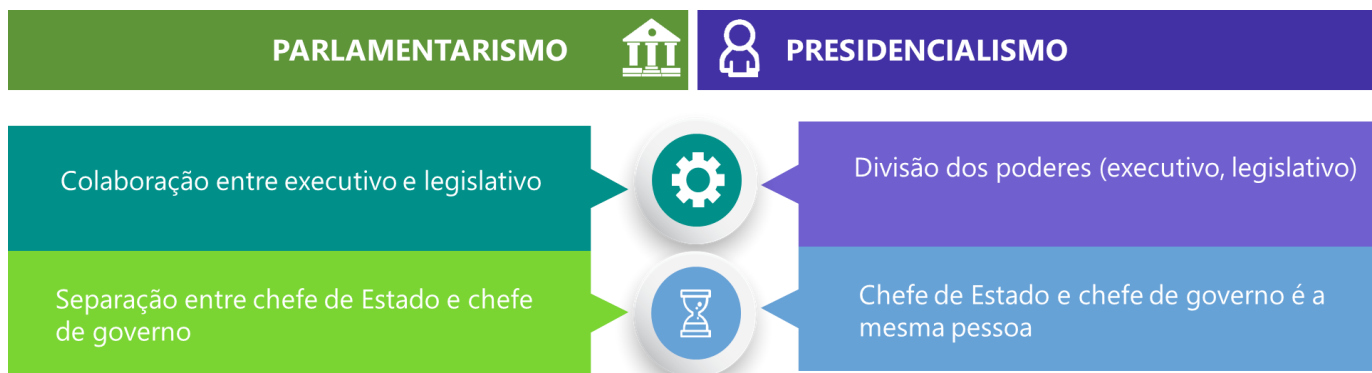 PARLAMENTARISMO
PRESIDENCIALISMO
Colaboração entre executivo e legislativo
Divisão dos poderes (executivo, legislativo)
Separação entre chefe de Estado e chefe
de governo
Chefe de Estado e chefe de governo é a
mesma pessoa